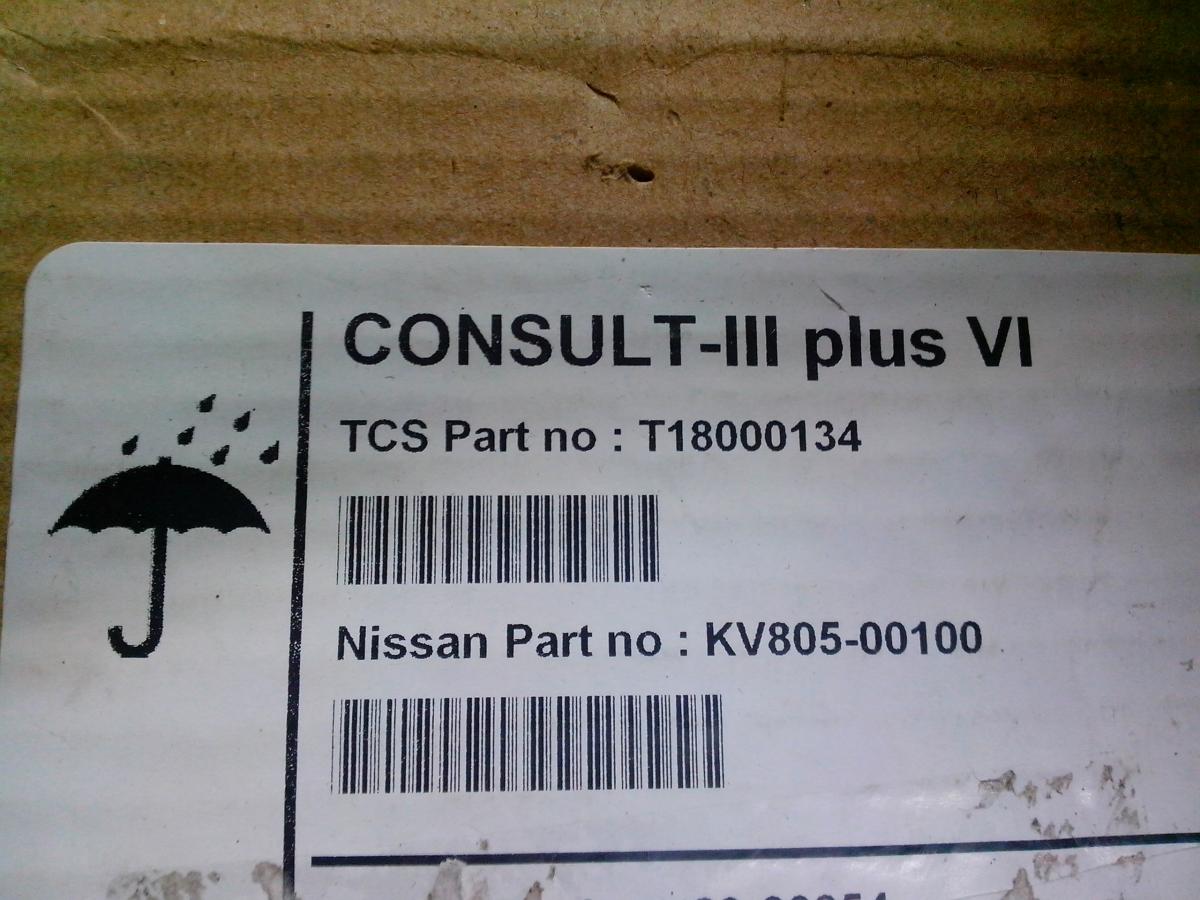 CONSULT-III plus VI
TCS Part no : T18000134
Nissan Part no : KV805-00100